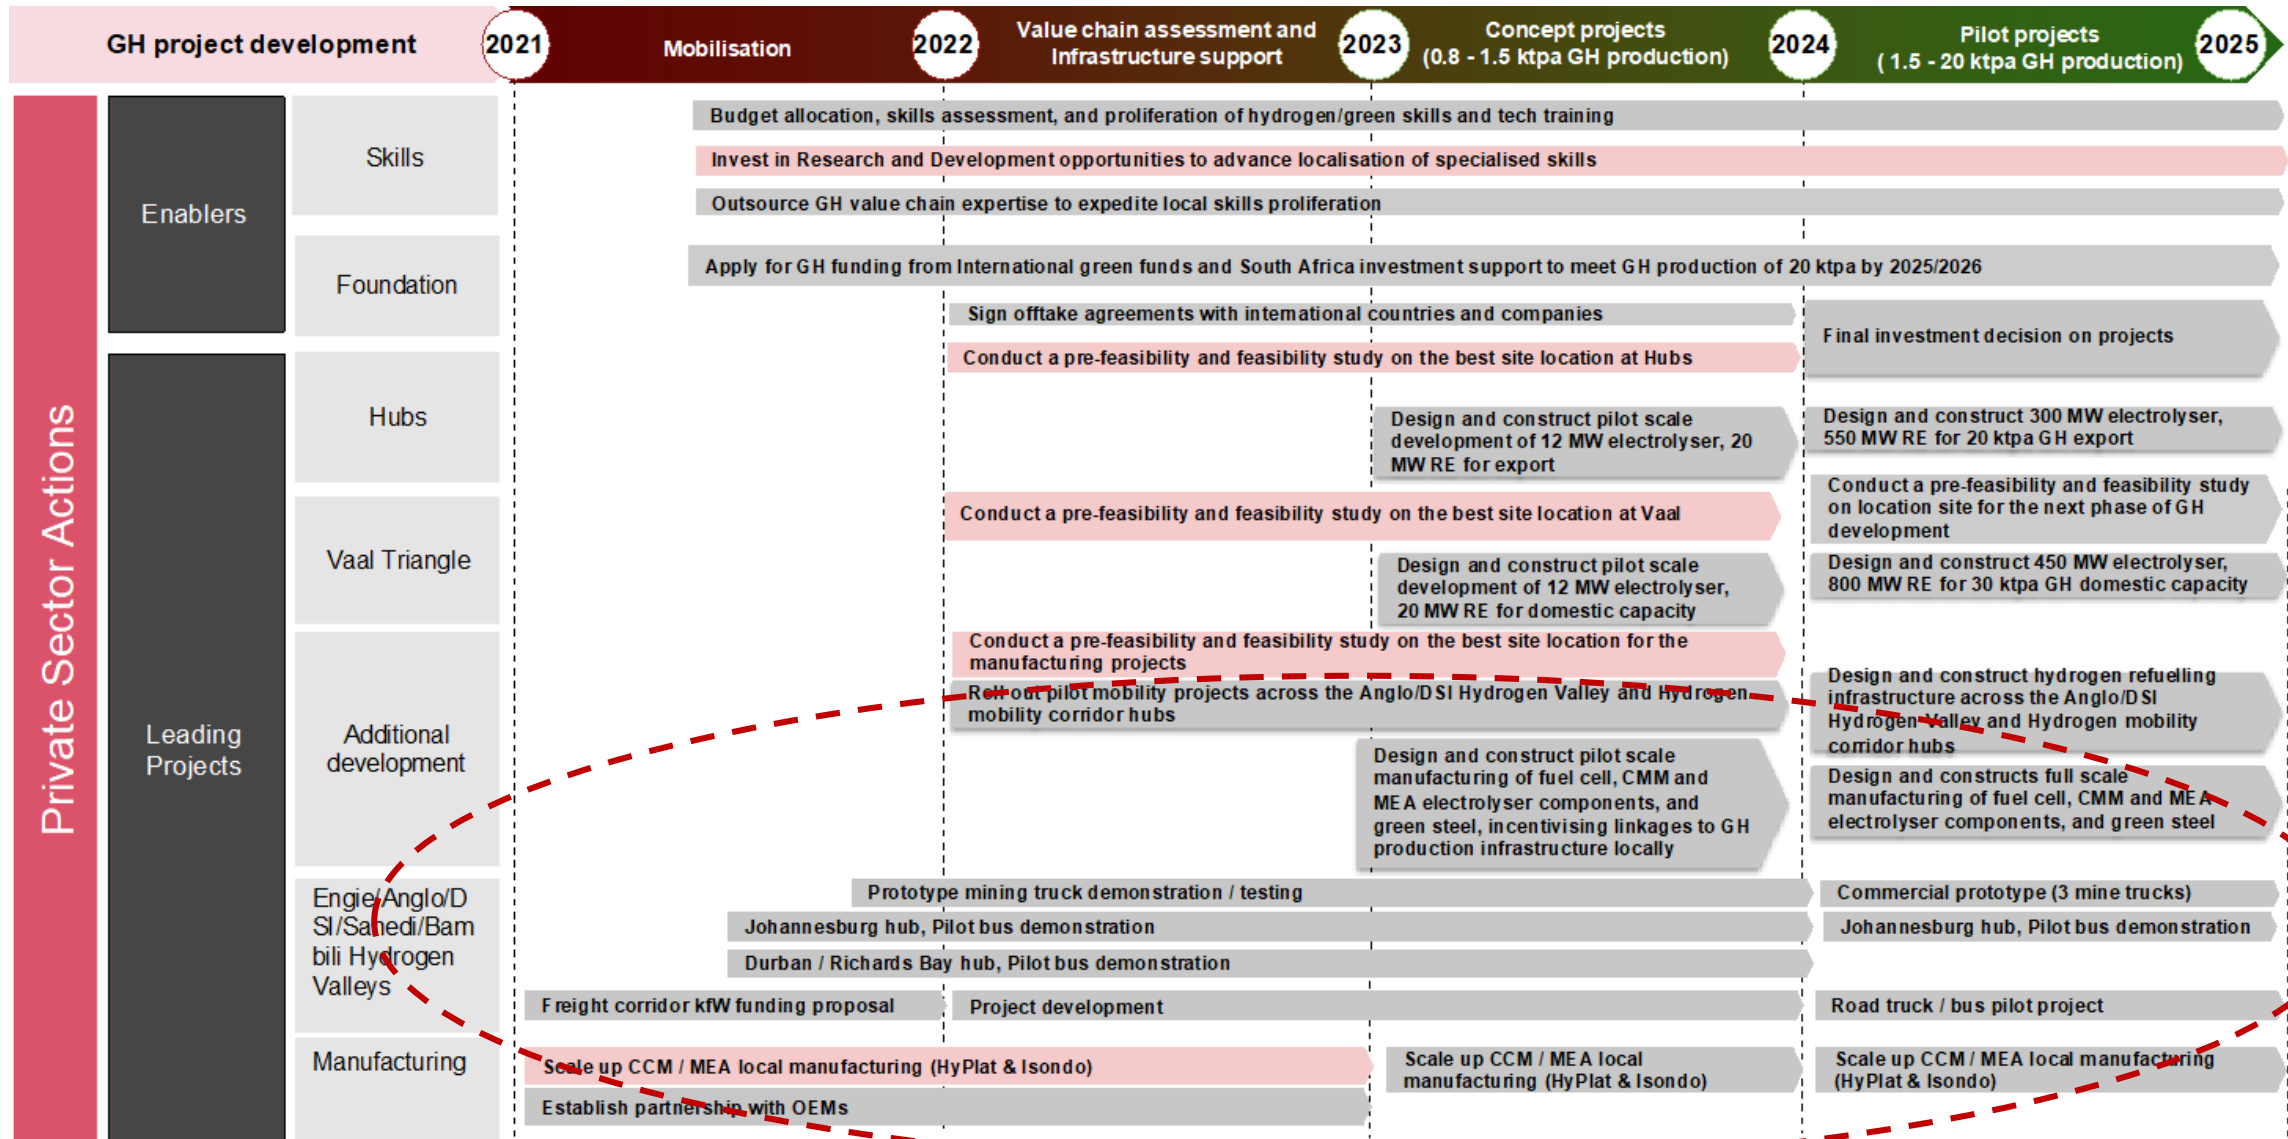 GH project development
2021
Mobilisation
2022
Value chain assessment and
Infrastructure support
2023
Concept projects
(0.8 - 1.5 ktpa GH production)
2024
Pilot projects
( 1.5 - 20 ktpa GH production)
2025
Private Sector Actions
Enablers
Skills
Budget allocation, skills assessment, and proliferation of hydrogen/green skills and tech training
Invest in Research and Development opportunities to advance localisation of specialised skills
Outsource GH value chain expertise to expedite local skills proliferation
Foundation
Apply for GH funding from International green funds and South Africa investment support to meet GH production of 20 ktpa by 2025/2026
Sign offtake agreements with international countries and companies
Final investment decision on projects
Leading
Projects
Hubs
Conduct a pre-feasibility and feasibility study on the best site location at Hubs
Design and construct pilot scale
development of 12 MW electrolyser, 20
MW RE for export
Design and construct 300 MW electrolyser,
550 MW RE for 20 ktpa GH export
Vaal Triangle
Conduct a pre-feasibility and feasibility study on the best site location at Vaal
Conduct a pre-feasibility and feasibility study
on location site for the next phase of GH
development
Design and construct pilot scale
development of 12 MW electrolyser,
20 MW RE for domestic capacity
Design and construct 450 MW electrolyser,
800 MW RE for 30 ktpa GH domestic capacity
Additional
development
Conduct a pre-feasibility and feasibility study on the best site location for the
manufacturing projects
Roll out pilot mobility projects across the Anglo/DSI Hydrogen Valley and Hydrogen
mobility corridor hubs
Design and construct hydrogen refuelling
infrastructure across the Anglo/DSI
Hydrogen Valley and Hydrogen mobility
corridor hubs
Design and construct pilot scale
manufacturing of fuel cell, CMM and
MEA electrolyser components, and
green steel, incentivising linkages to GH
production infrastructure locally
Design and constructs full scale
manufacturing of fuel cell, CMM and MEA
electrolyser components, and green steel
Engie/Anglo/D
SI/Sanedi/Bam
bili Hydrogen
Valleys
Prototype mining truck demonstration / testing
Commercial prototype (3 mine trucks)
Johannesburg hub, Pilot bus demonstration
Johannesburg hub, Pilot bus demonstration
Durban / Richards Bay hub, Pilot bus demonstration
Freight corridor kfW funding proposal
Project development
Road truck / bus pilot project
Manufacturing
Scale up CCM / MEA local manufacturing (HyPlat & Isondo)
Scale up CCM / MEA local
manufacturing (HyPlat & Isondo)
Scale up CCM / MEA local manufacturing
(HyPlat & Isondo)
Establish partnership with OEMs